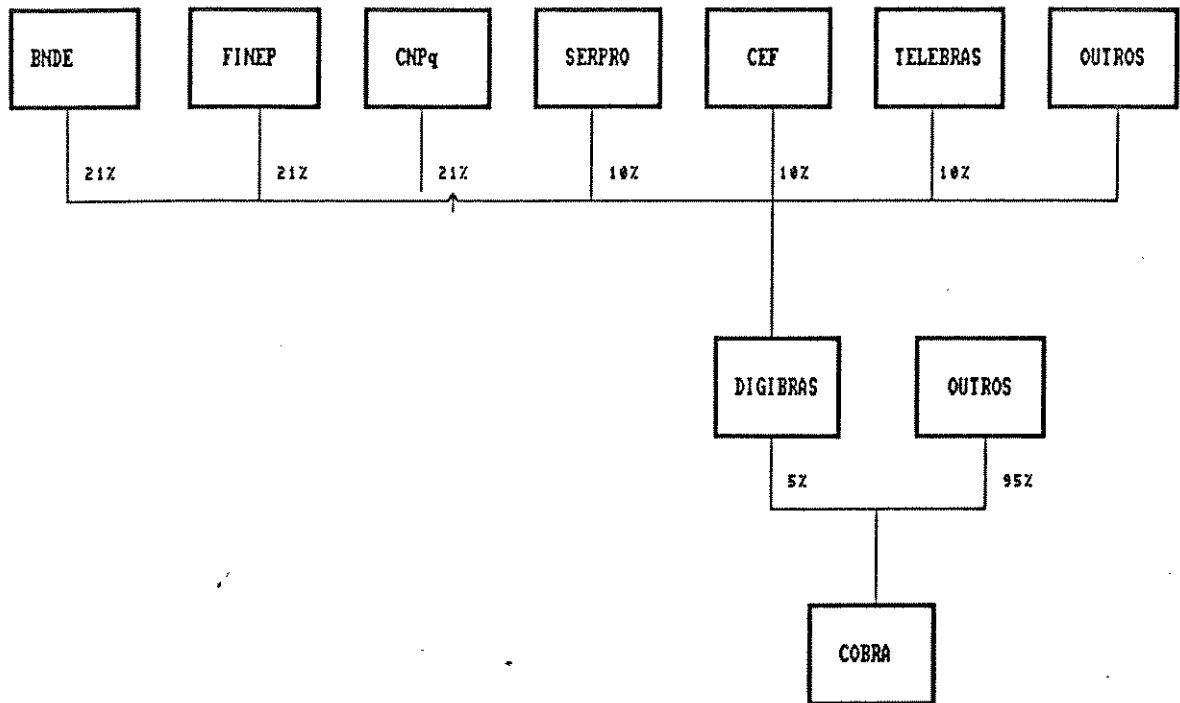 BNDE FINEP CNPq SERPRO CEF TELEBRAS OUTROS
21% 21% 21% 10% 10% 10%
DIGIBRAS OUTROS
5% 95%
COBRA